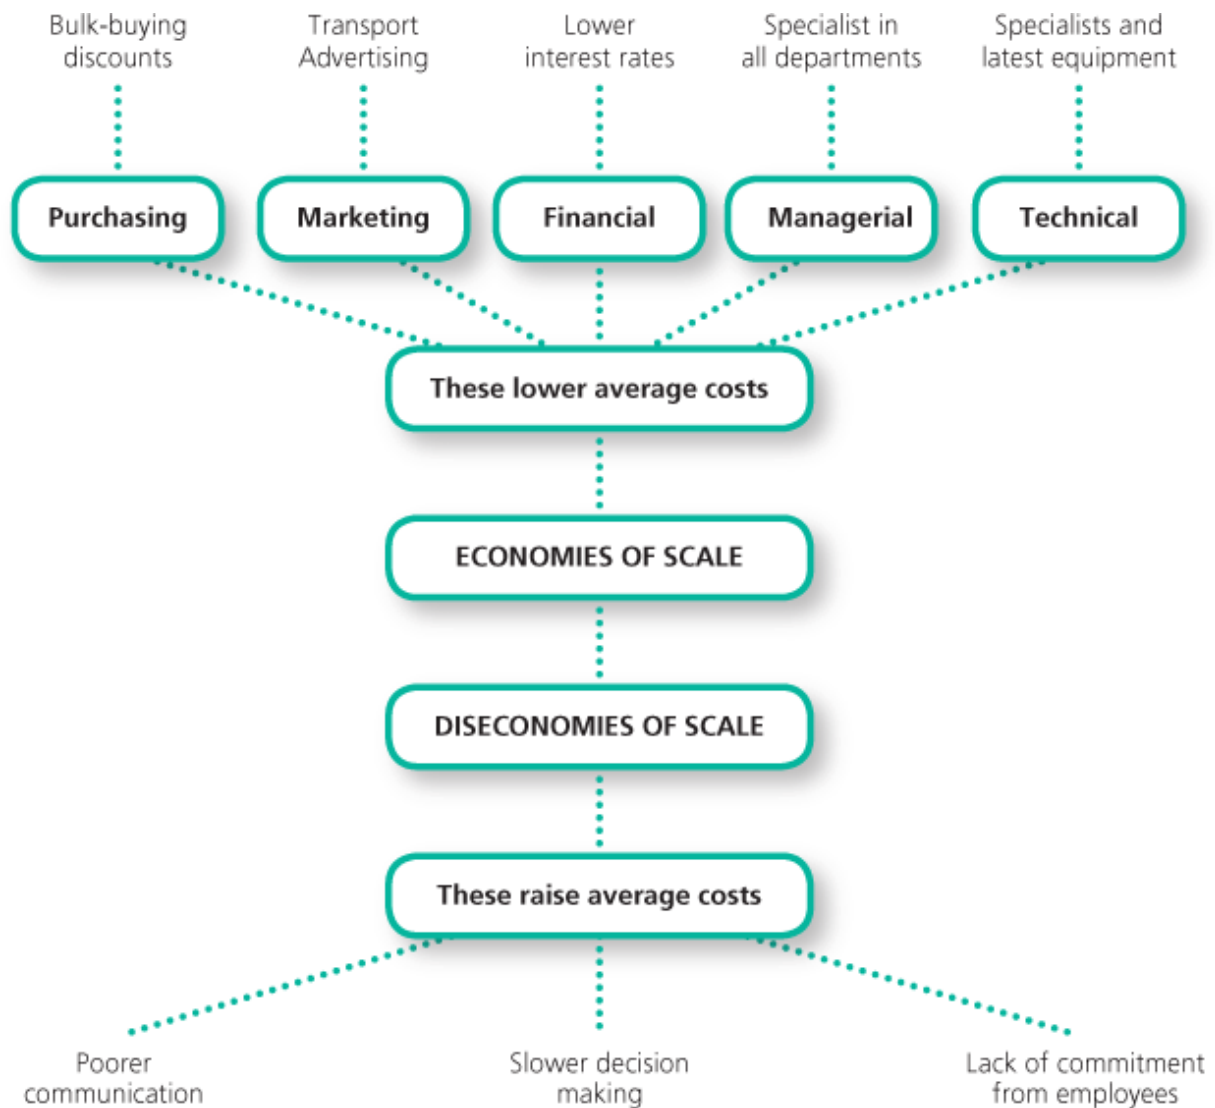 Bulk-buying
discounts
Transport
Advertising
Lower
interest rates
Specialist in
all departments
Specialists and
latest equipment
Purchasing
Marketing
Financial
Managerial
Technical
These lower average costs
ECONOMIES OF SCALE
DISECONOMIES OF SCALE
These raise average costs
Poorer
communication
Slower decision
making
Lack of commitment
from employees